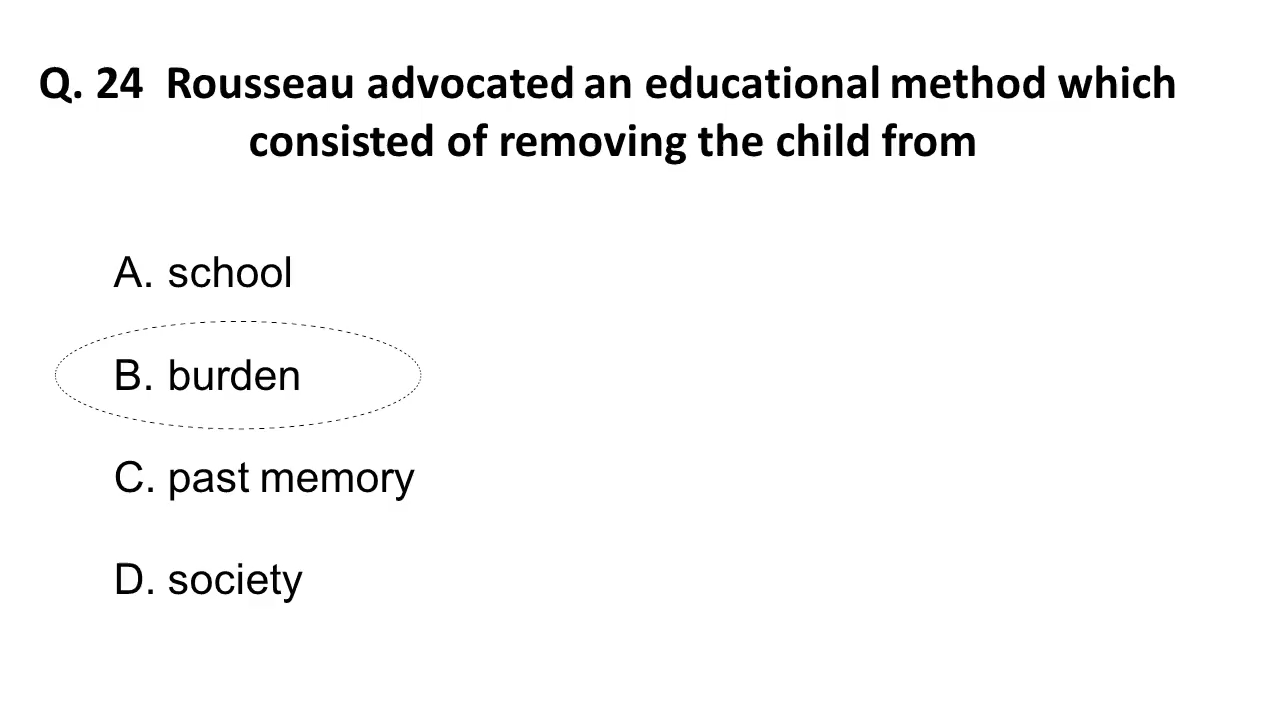 Q. 24 Rousseau advocated an educational method which
consisted of removing the child from
A. school
B. burden
C. past memory
D. society